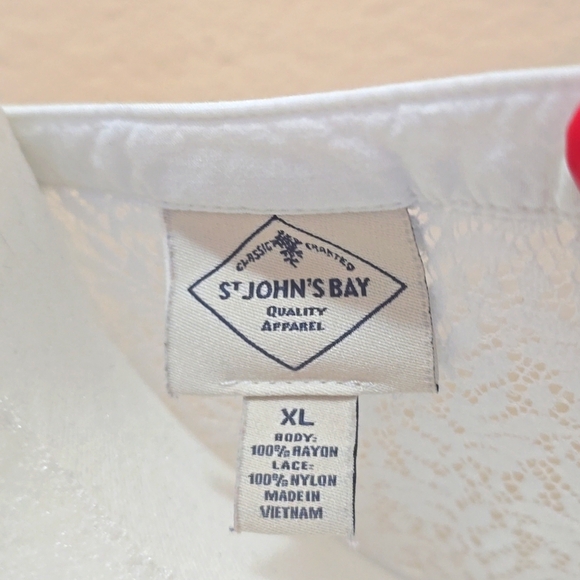 CLASSIC CRAFTED
ST JOHN'S BAY
QUALITY
APPAREL
XL
BODY:
100% RAYON
LACE:
100% NYLON
MADE IN
VIETNAM